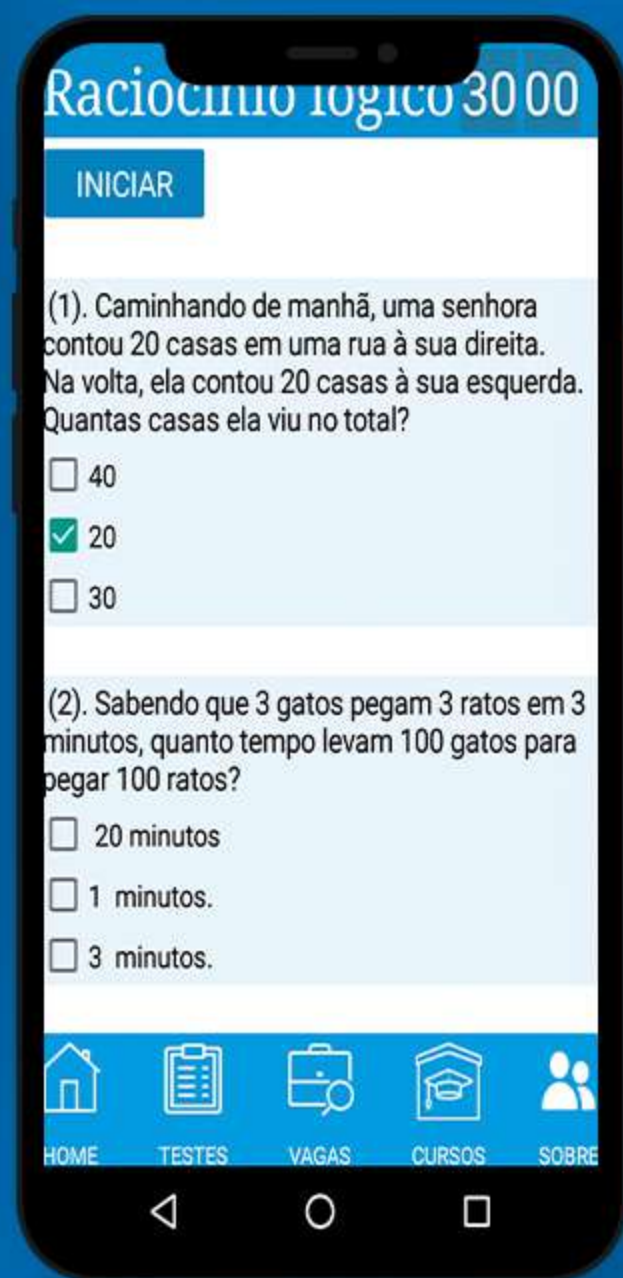 Raciocínio lógico 30 00
INICIAR
(1). Caminhando de manhã, uma senhora
contou 20 casas em uma rua à sua direita.
Na volta, ela contou 20 casas à sua esquerda.
Quantas casas ela viu no total?
40
20
30
(2). Sabendo que 3 gatos pegam 3 ratos em 3
minutos, quanto tempo levam 100 gatos para
pegar 100 ratos?
20 minutos
1 minutos.
3 minutos.
HOME TESTES VAGAS CURSOS SOBRE